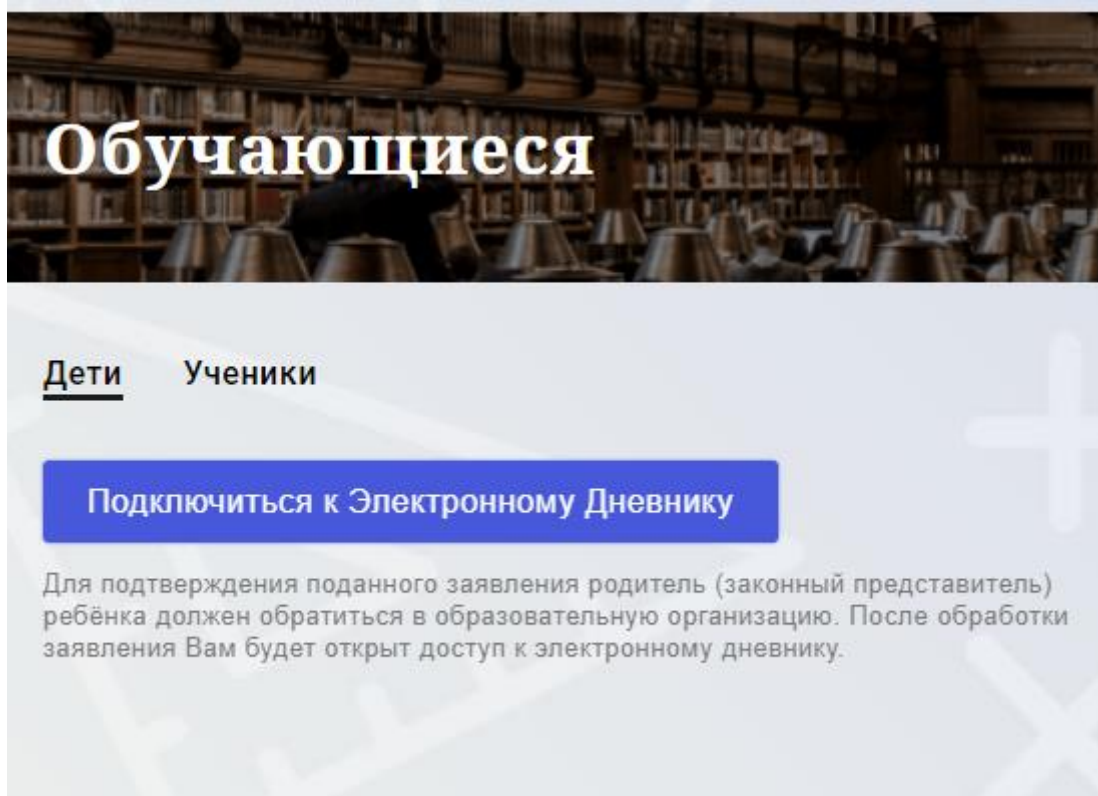 Обучающиеся
Дети Ученики
Подключиться к Электронному Дневнику
Для подтверждения поданного заявления родитель (законный представитель)
ребёнка должен обратиться в образовательную организацию. После обработки
заявления Вам будет открыт доступ к электронному дневнику.